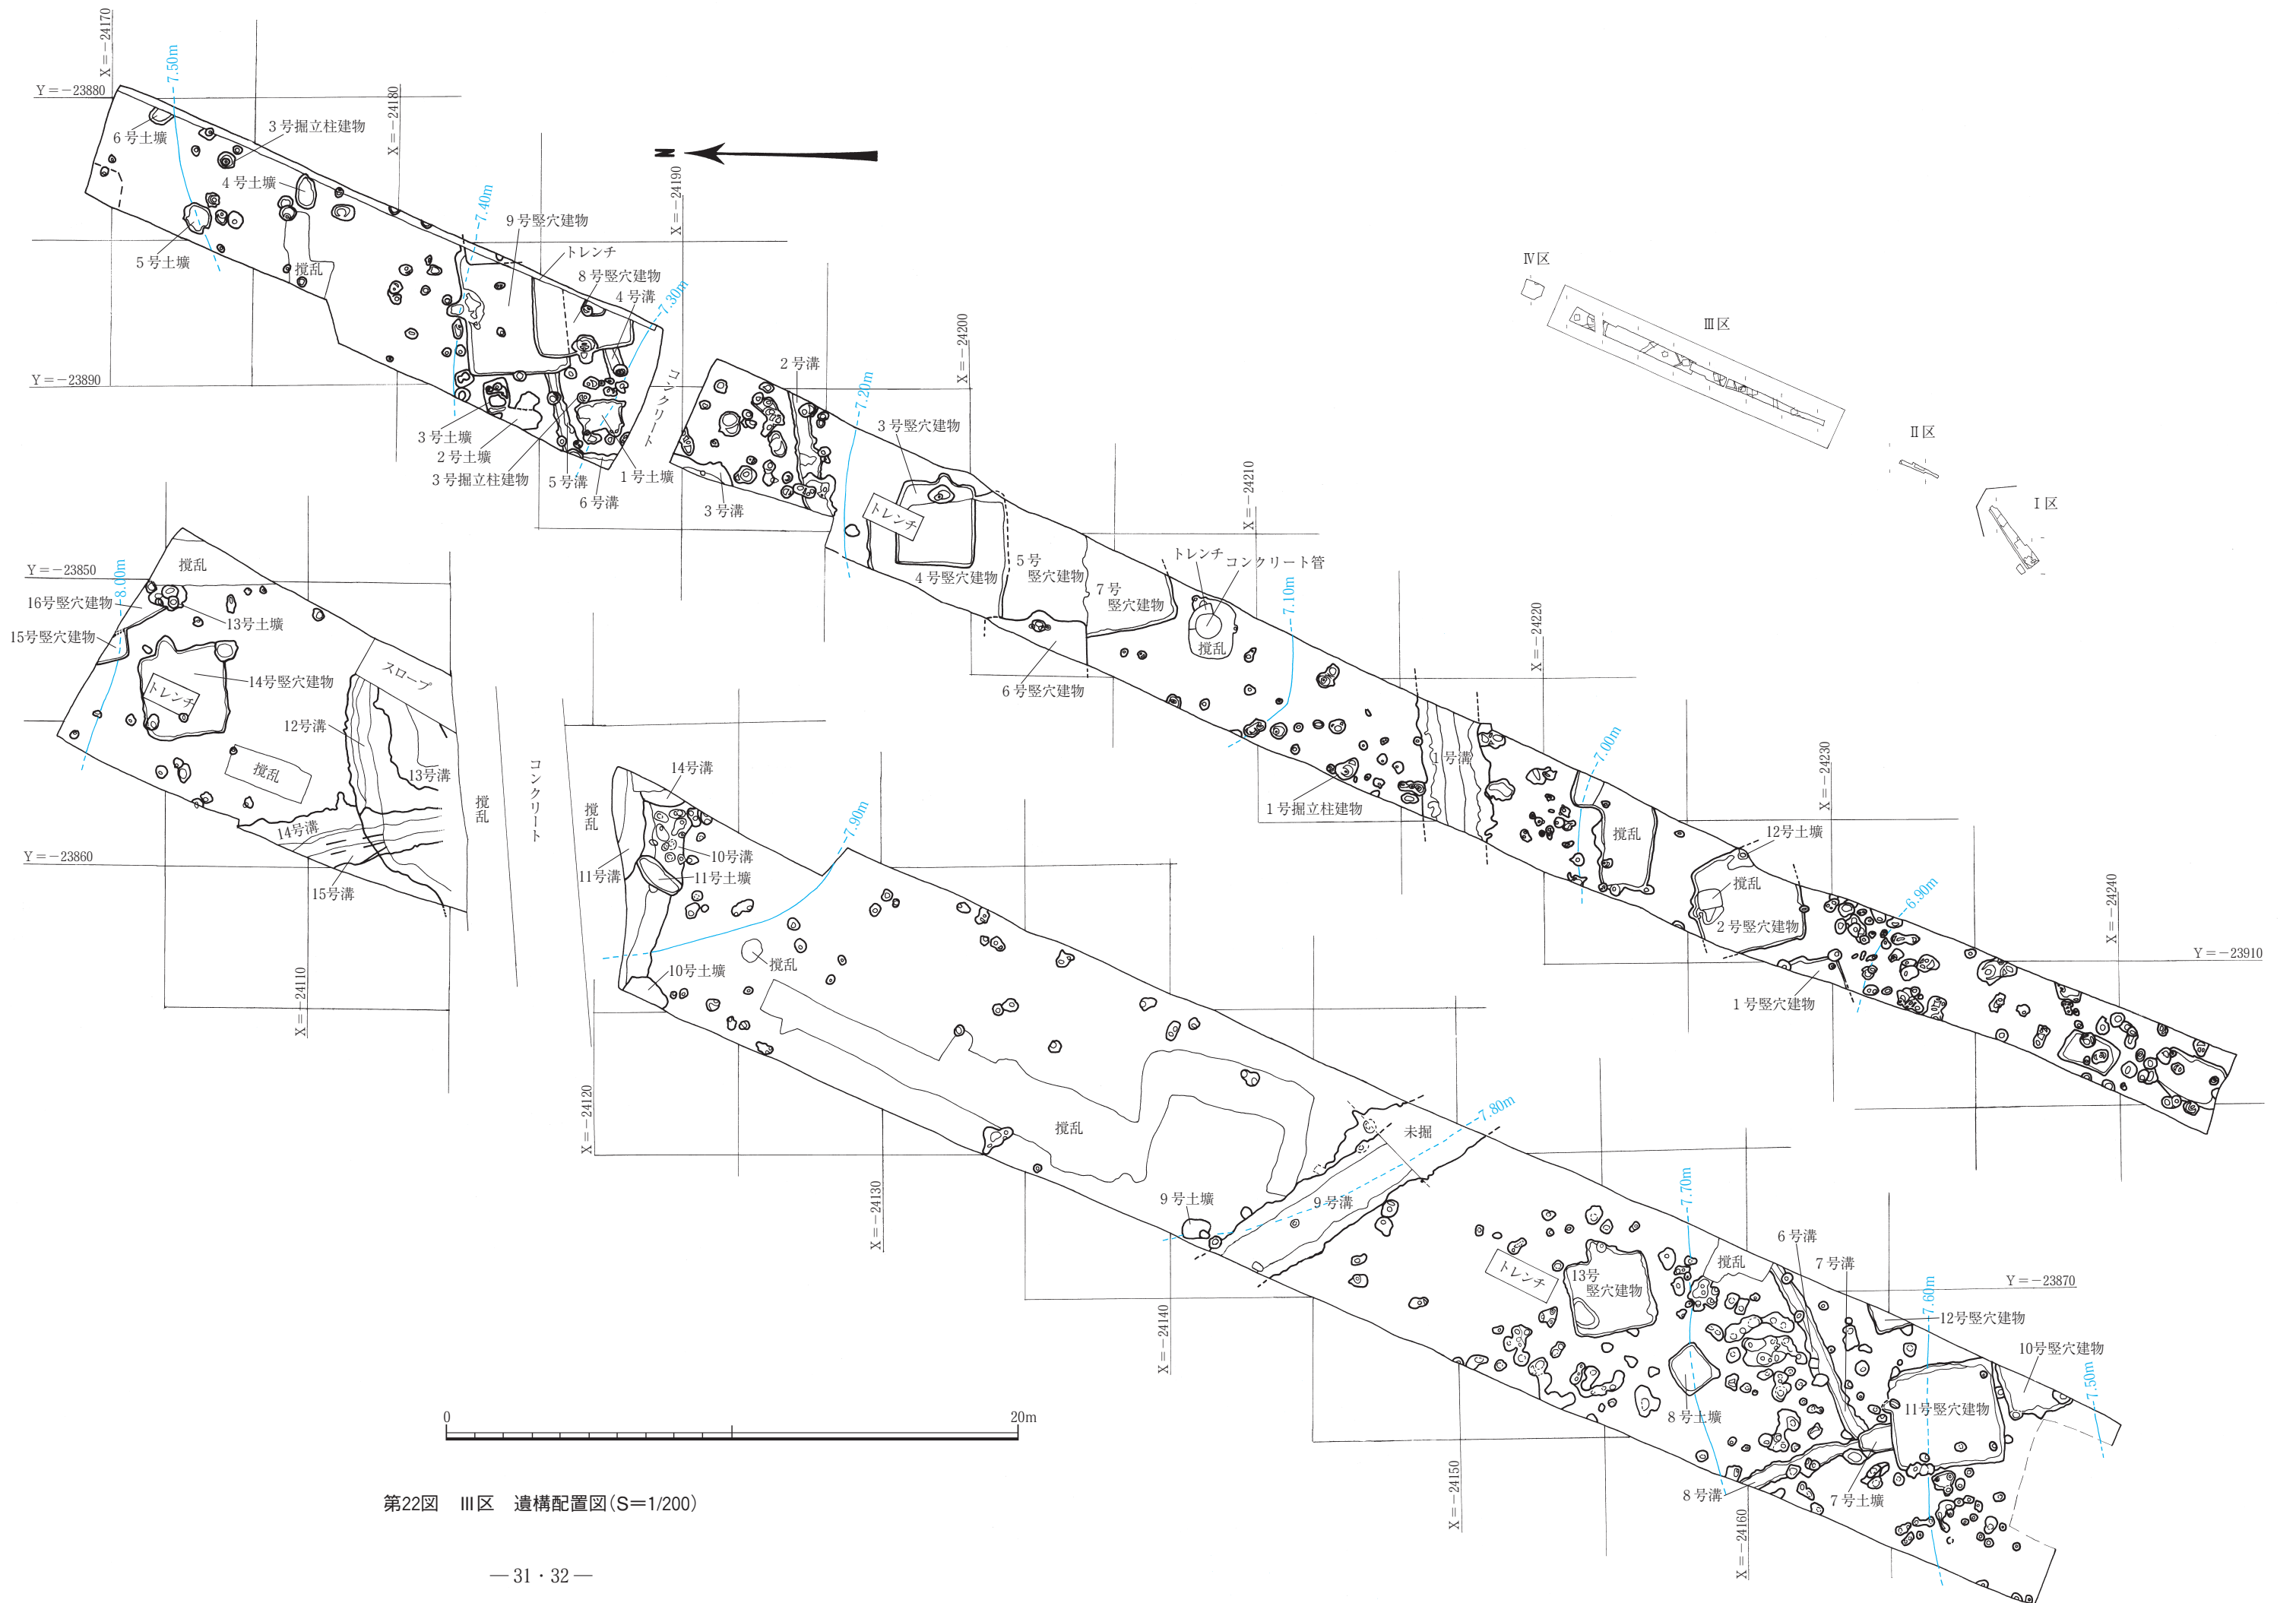 X=-24170
7.50m
Y=-23880
6号土壙
3号掘立柱建物
X=-24180
4号土壙
5号土壙
攪乱
7.40m
9号竪穴建物
トレンチ
8号竪穴建物
4号溝
7.30m
X=-24190
N
Y=-23890
3号土壙
2号土壙
3号掘立柱建物
5号溝
6号溝
1号土壙
コンクリート
2号溝
3号溝
7.20m
X=-24200
3号竪穴建物
トレンチ
4号竪穴建物
5号
竪穴建物
7号
竪穴建物
6号竪穴建物
X=-24210
トレンチ
コンクリート管
攪乱
7.10m
1号掘立柱建物
1号溝
X=-24220
7.00m
攪乱
12号土壙
攪乱
2号竪穴建物
1号竪穴建物
X=-24230
6.90m
X=-24240
Y=-23910
Ⅳ区
Ⅲ区
Ⅱ区
Ⅰ区
Y=-23850
8.00m
攪乱
16号竪穴建物
15号竪穴建物
13号土壙
14号竪穴建物
トレンチ
スロープ
12号溝
13号溝
攪乱
14号溝
15号溝
Y=-23860
X=-24110
攪乱
コンクリート
攪乱
14号溝
10号溝
11号溝
11号土壙
10号土壙
7.90m
攪乱
X=-24120
攪乱
X=-24130
9号土壙
9号溝
未掘
7.80m
X=-24140
トレンチ
13号
竪穴建物
7.70m
攪乱
6号溝
7号溝
Y=-23870
7.60m
12号竪穴建物
10号竪穴建物
7.50m
11号竪穴建物
8号土壙
8号溝
7号土壙
X=-24150
X=-24160
0
20m
第22図 Ⅲ区 遺構配置図(S=1/200)
— 31・32 —